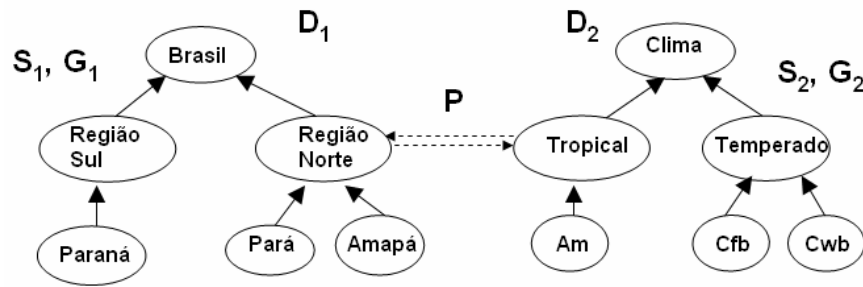 D1
D2
Brasil
Clima
S1, G1
S2, G2
P
Região
Sul
Região
Norte
Tropical
Temperado
Paraná
Pará
Amapá
Am
Cfb
Cwb